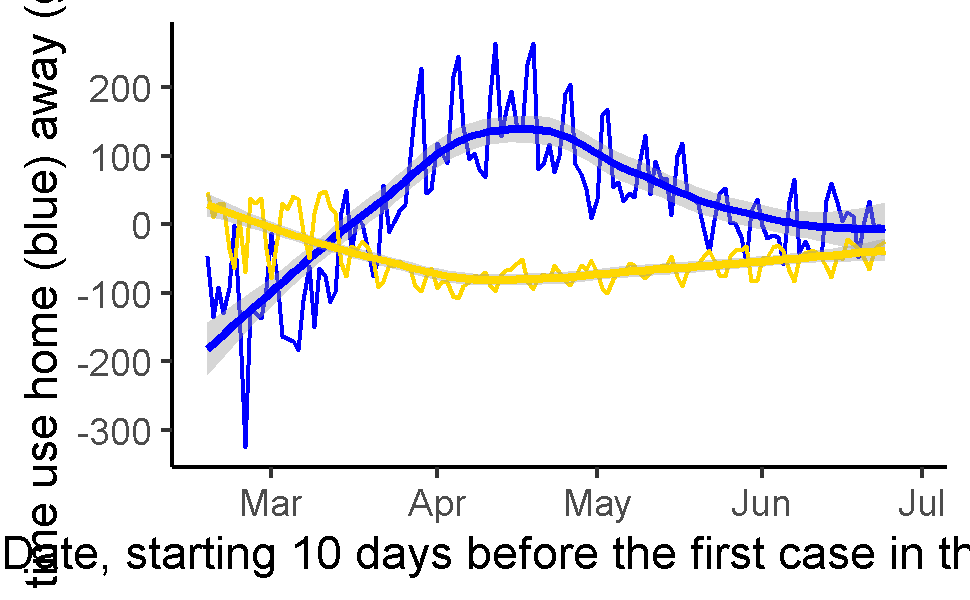 time use home (blue) away (
200
100
0
-100
-200
-300
Mar Apr May Jun Jul
Date, starting 10 days before the first case in th